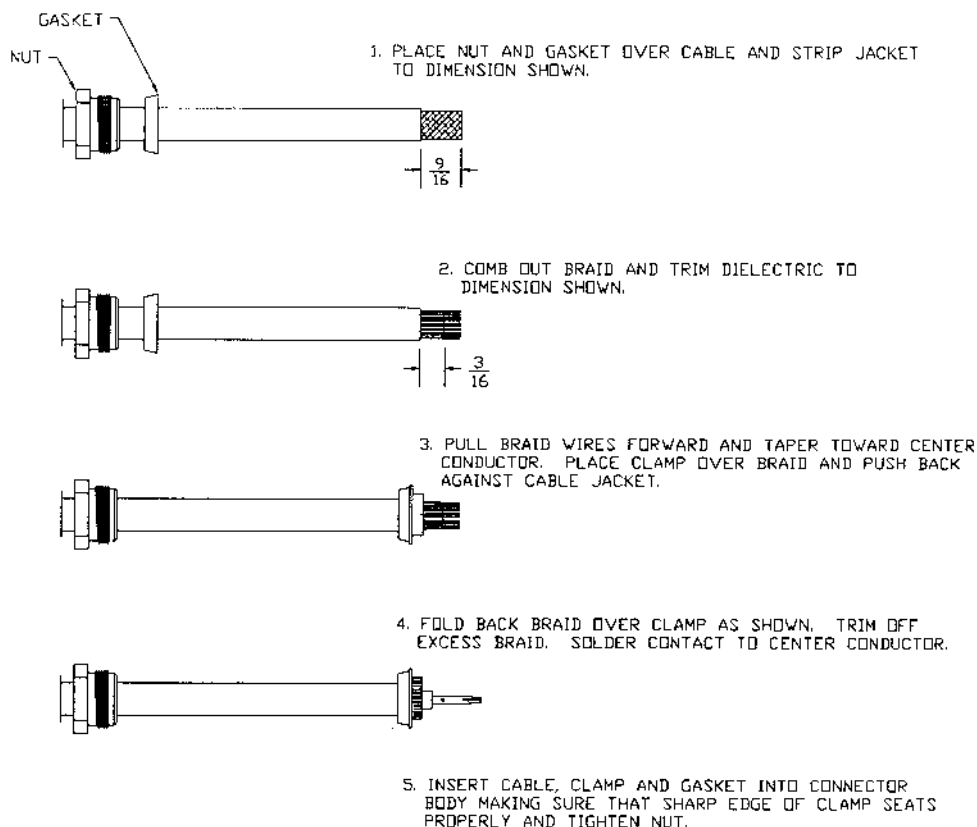 GASKET
NUT
1. PLACE NUT AND GASKET OVER CABLE AND STRIP JACKET
TO DIMENSION SHOWN.
9
16
2. COMB OUT BRAID AND TRIM DIELECTRIC TO
DIMENSION SHOWN.
3
16
3. PULL BRAID WIRES FORWARD AND TAPER TOWARD CENTER
CONDUCTOR. PLACE CLAMP OVER BRAID AND PUSH BACK
AGAINST CABLE JACKET.
4. FOLD BACK BRAID OVER CLAMP AS SHOWN. TRIM OFF
EXCESS BRAID. SOLDER CONTACT TO CENTER CONDUCTOR.
5. INSERT CABLE, CLAMP AND GASKET INTO CONNECTOR
BODY MAKING SURE THAT SHARP EDGE OF CLAMP SEATS
PROPERLY AND TIGHTEN NUT.